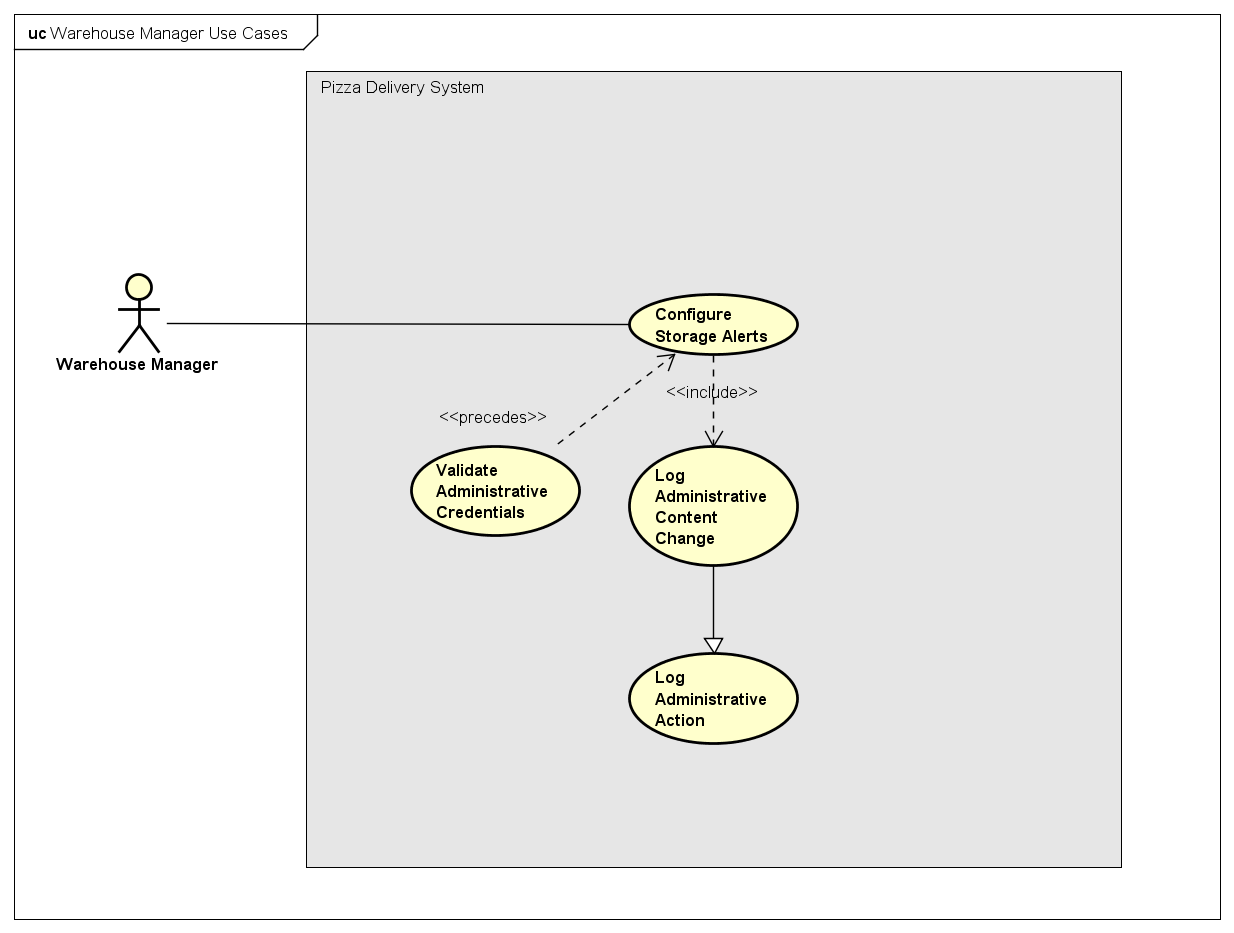 uc Warehouse Manager Use Cases
Pizza Delivery System
Configure
Storage Alerts
Warehouse Manager
<<include>>
<<precedes>>
Validate
Administrative
Credentials
Log
Administrative
Content
Change
Log
Administrative
Action